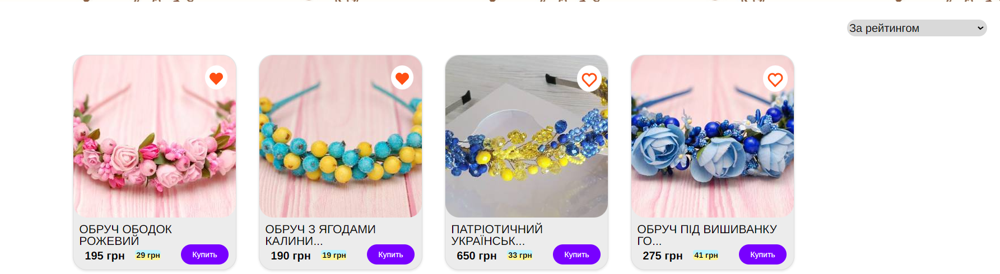 За рейтингом
ОБРУЧ ОБОДОК
РОЖЕВИЙ
195 грн 29 грн Купить
ОБРУЧ З ЯГОДАМИ
КАЛИНИ...
190 грн 19 грн Купить
ПАТРІОТИЧНИЙ
УКРАЇНСЬК...
650 грн 33 грн Купить
ОБРУЧ ПІД ВИШИВАНКУ
ГО...
275 грн 41 грн Купить